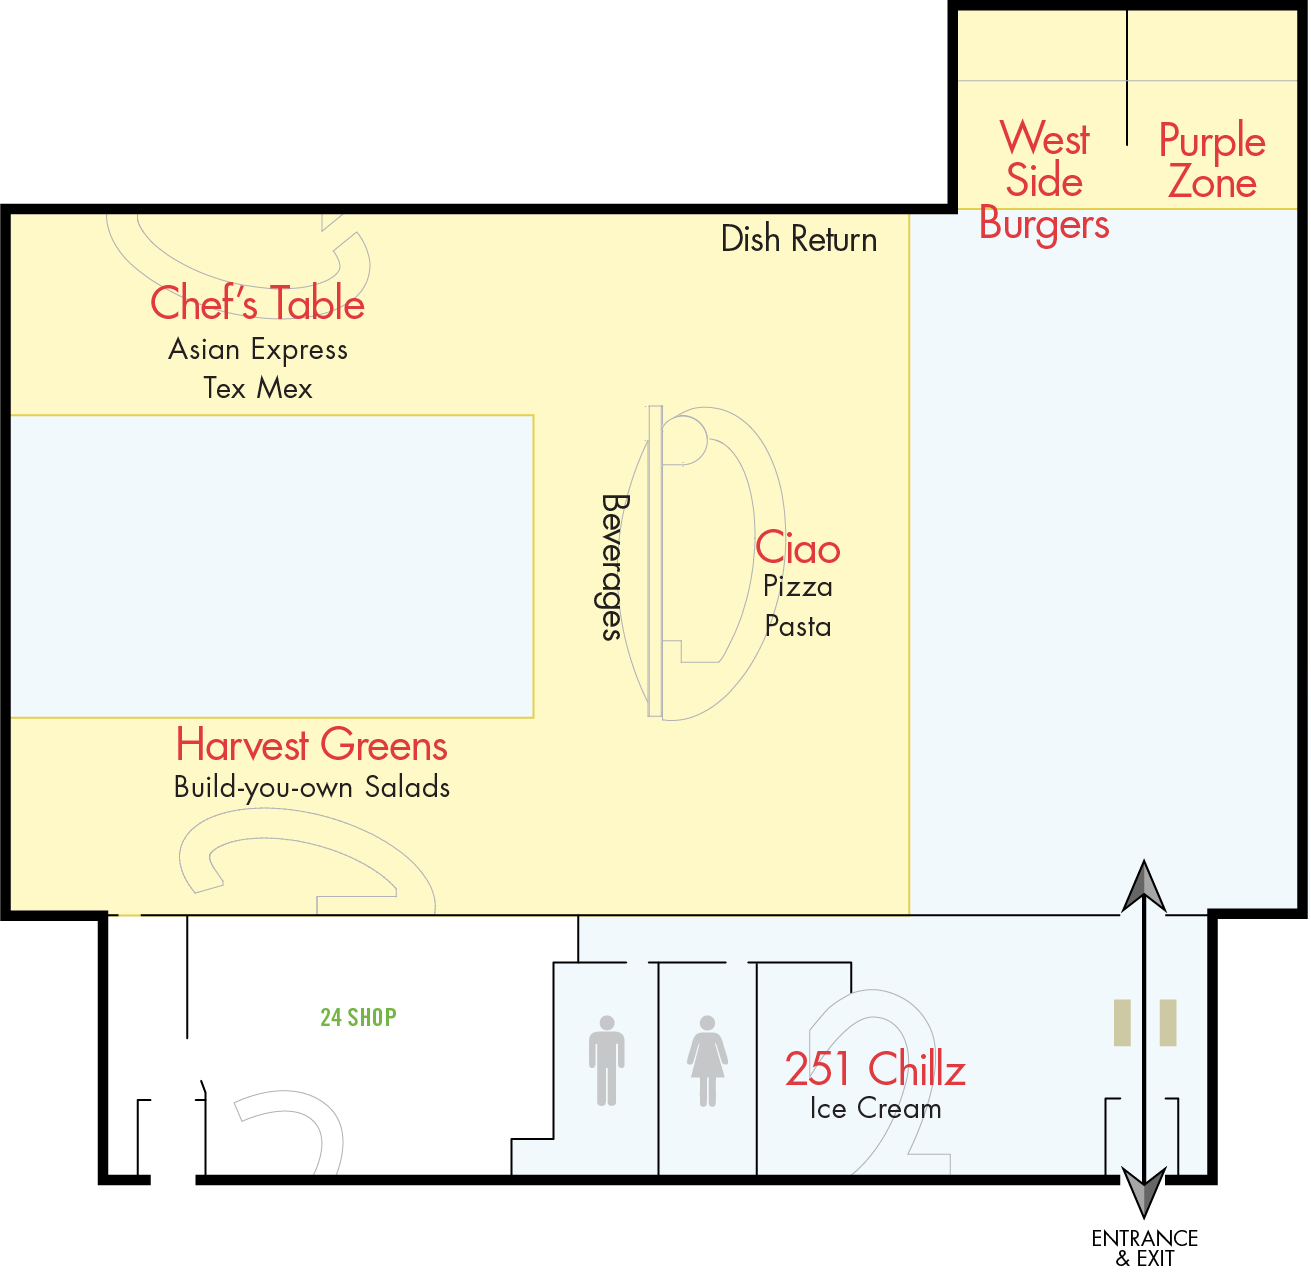 West
Side
Burgers
Purple
Zone
Dish Return
Chef's Table
Asian Express
Tex Mex
Beverages
Ciao
Pizza
Pasta
Harvest Greens
Build-you-own Salads
24 SHOP
251 Chillz
Ice Cream
ENTRANCE
& EXIT